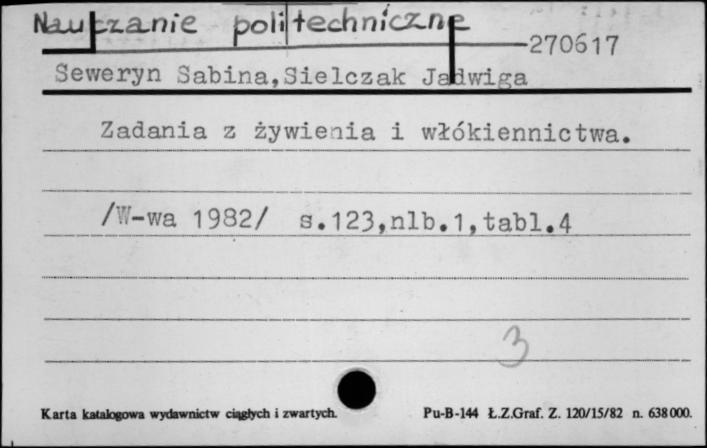 Nauczanie politechniczne
270617
Seweryn Sabina,Sielczak Jadwiga
Zadania z żywienia i włókiennictwa.
/W-wa 1982/ s.123,nlb.1,tabl.4
3
Karta katalogowa wydawnictw ciągłych i zwartych. Pu-B-144 Ł.Z.Graf. Z. 120/15/82 n. 638000.